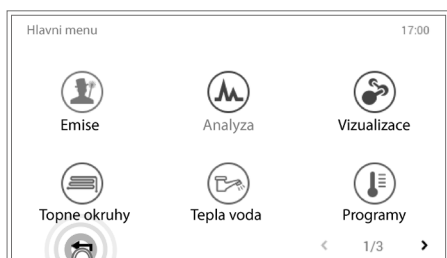 Hlavni menu 17:00
Emise Analyza Vizualizace
Topne okruhy Tepla voda Programy
< 1/3 >